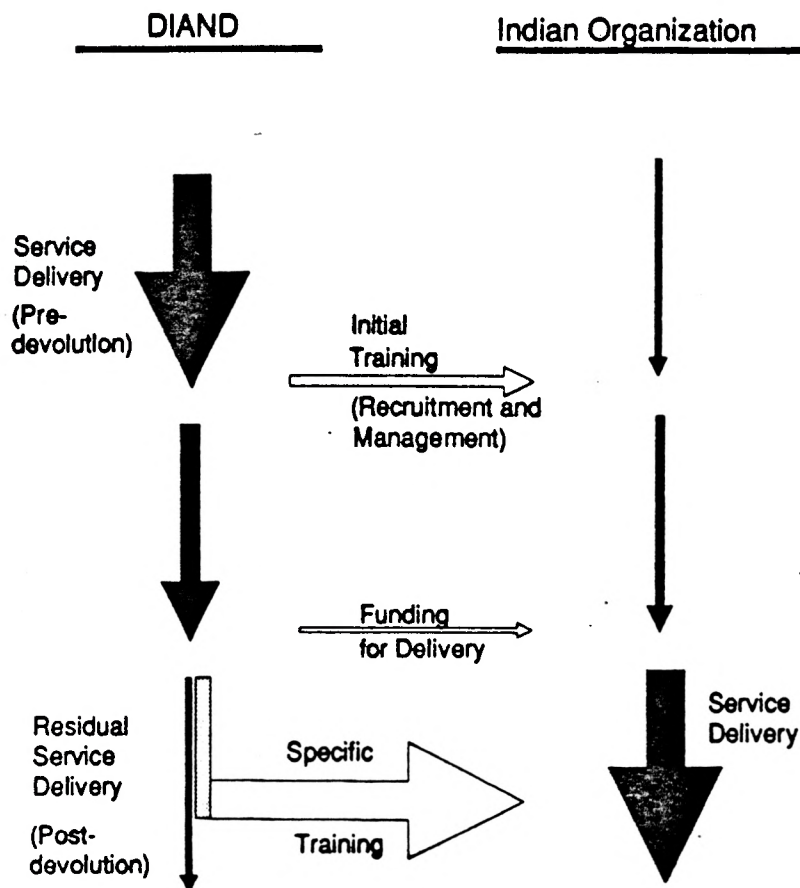 DIAND
Indian Organization
Service
Delivery
(Pre-
devolution)
Initial
Training
(Recruitment and
Management)
Funding
for Delivery
Residual
Service
Delivery
(Post-
devolution)
Specific
Training
Service
Delivery